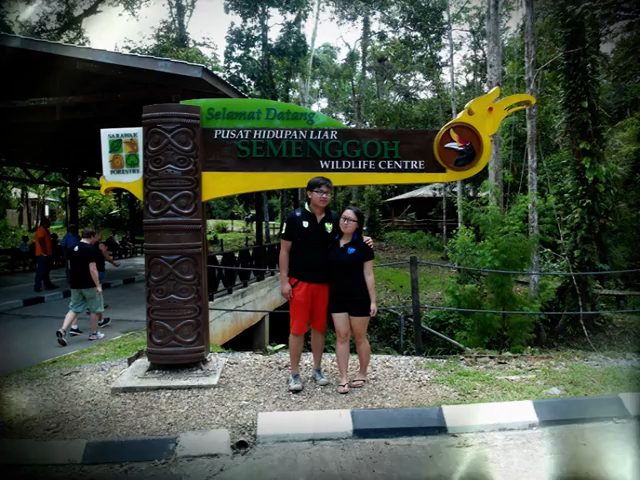 Selamat Datang
PUSAT HIDUPAN LIAR
SEMENGGOH
WILDLIFE CENTRE
SARAWAK
FORESTRY